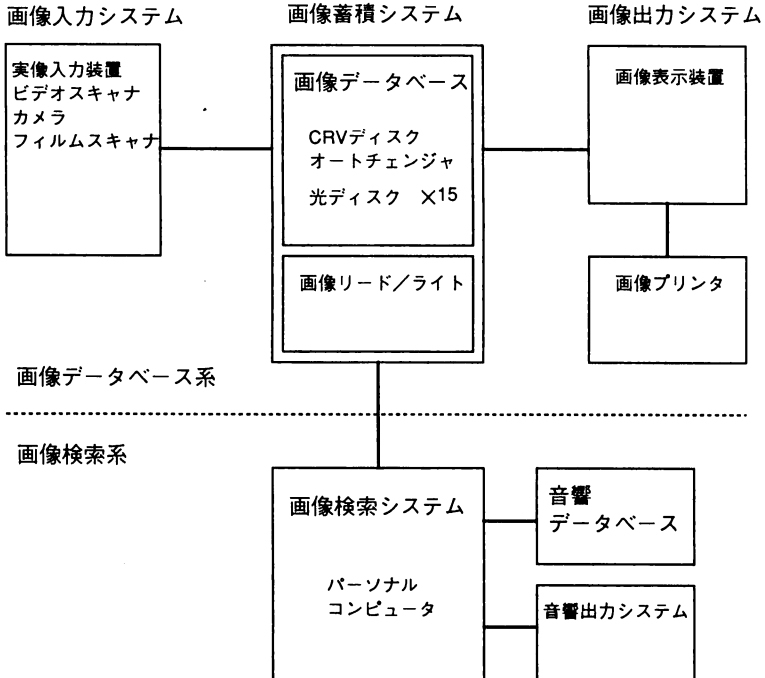 画像入力システム
実像入力装置
ビデオスキャナ
カメラ
フィルムスキャナ
画像蓄積システム
画像データベース
CRVディスク
オートチェンジャ
光ディスク ×15
画像リード／ライト
画像出力システム
画像表示装置
画像プリンタ
画像データベース系
画像検索系
画像検索システム
パーソナル
コンピュータ
音響
データベース
音響出力システム